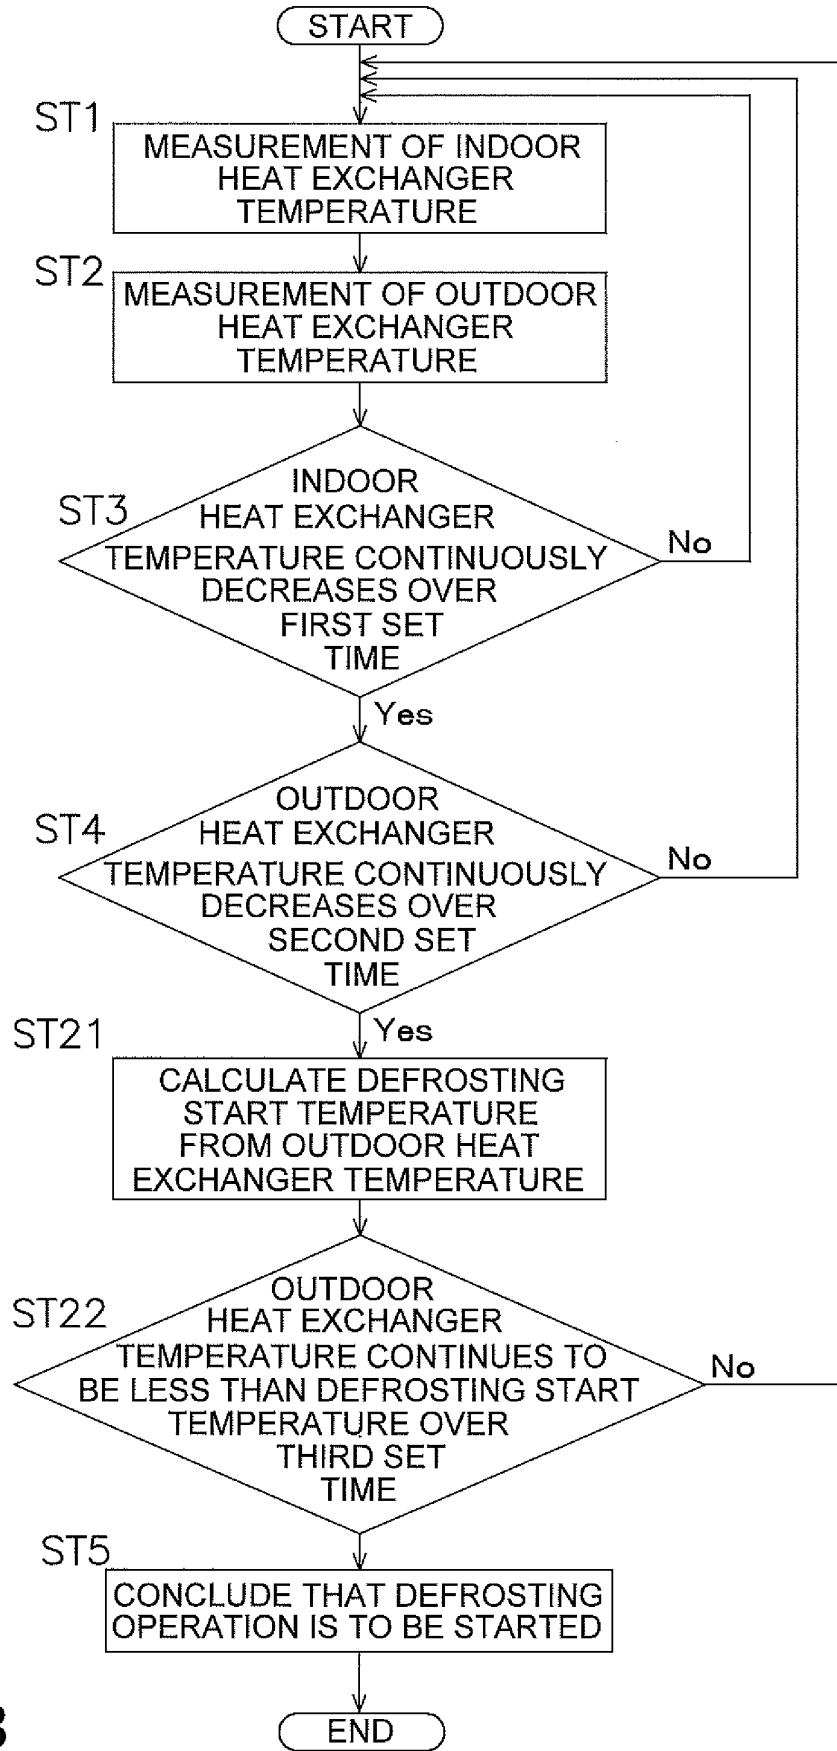 START
ST1
MEASUREMENT OF INDOOR
HEAT EXCHANGER
TEMPERATURE
ST2
MEASUREMENT OF OUTDOOR
HEAT EXCHANGER
TEMPERATURE
ST3
INDOOR
HEAT EXCHANGER
TEMPERATURE CONTINUOUSLY
DECREASES OVER
FIRST SET
TIME
No
Yes
ST4
OUTDOOR
HEAT EXCHANGER
TEMPERATURE CONTINUOUSLY
DECREASES OVER
SECOND SET
TIME
No
Yes
ST21
CALCULATE DEFROSTING
START TEMPERATURE
FROM OUTDOOR HEAT
EXCHANGER TEMPERATURE
ST22
OUTDOOR
HEAT EXCHANGER
TEMPERATURE CONTINUES TO
BE LESS THAN DEFROSTING START
TEMPERATURE OVER
THIRD SET
TIME
No
ST5
CONCLUDE THAT DEFROSTING
OPERATION IS TO BE STARTED
END